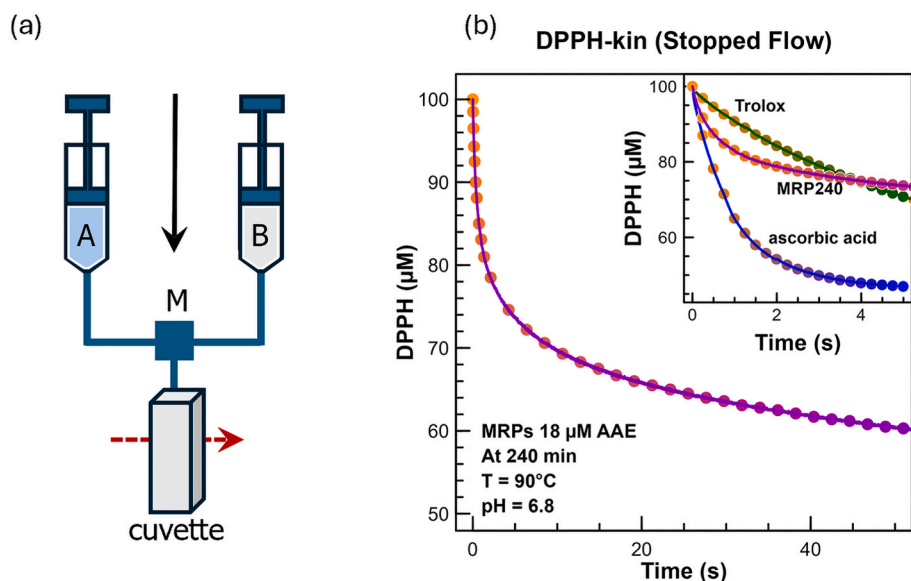 (a)
A
B
M
cuvette
(b)
DPPH-kin (Stopped Flow)
DPPH (µM)
100
90
80
70
60
50
0
20
40
Time (s)
MRPs 18 µM AAE
At 240 min
T = 90°C
pH = 6.8
DPPH (µM)
100
80
60
0
2
4
Time (s)
Trolox
MRP240
ascorbic acid